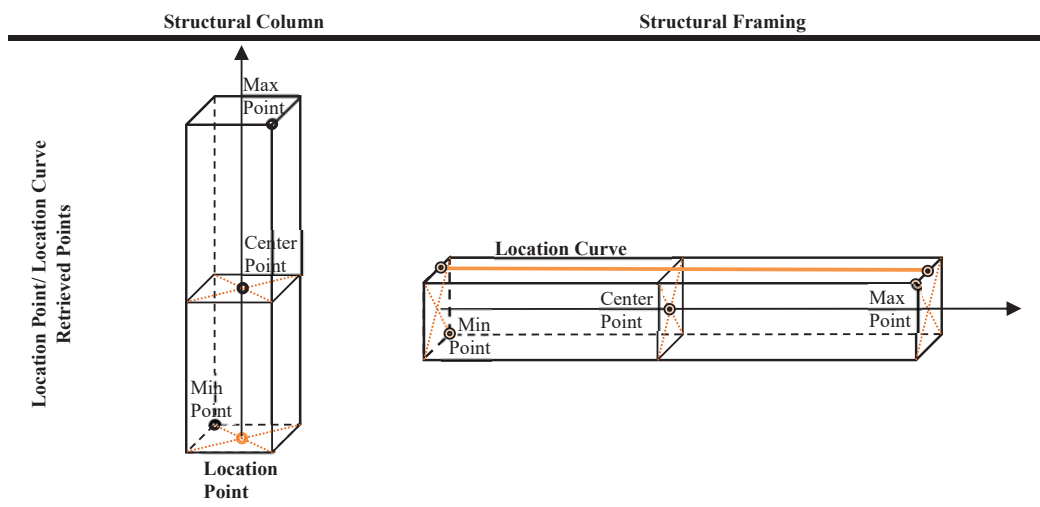 Structural Column
Structural Framing
Location Point/ Location Curve
Retrieved Points
Max
Point
Center
Point
Min
Point
Location
Point
Location Curve
Center
Point
Max
Point
Min
Point